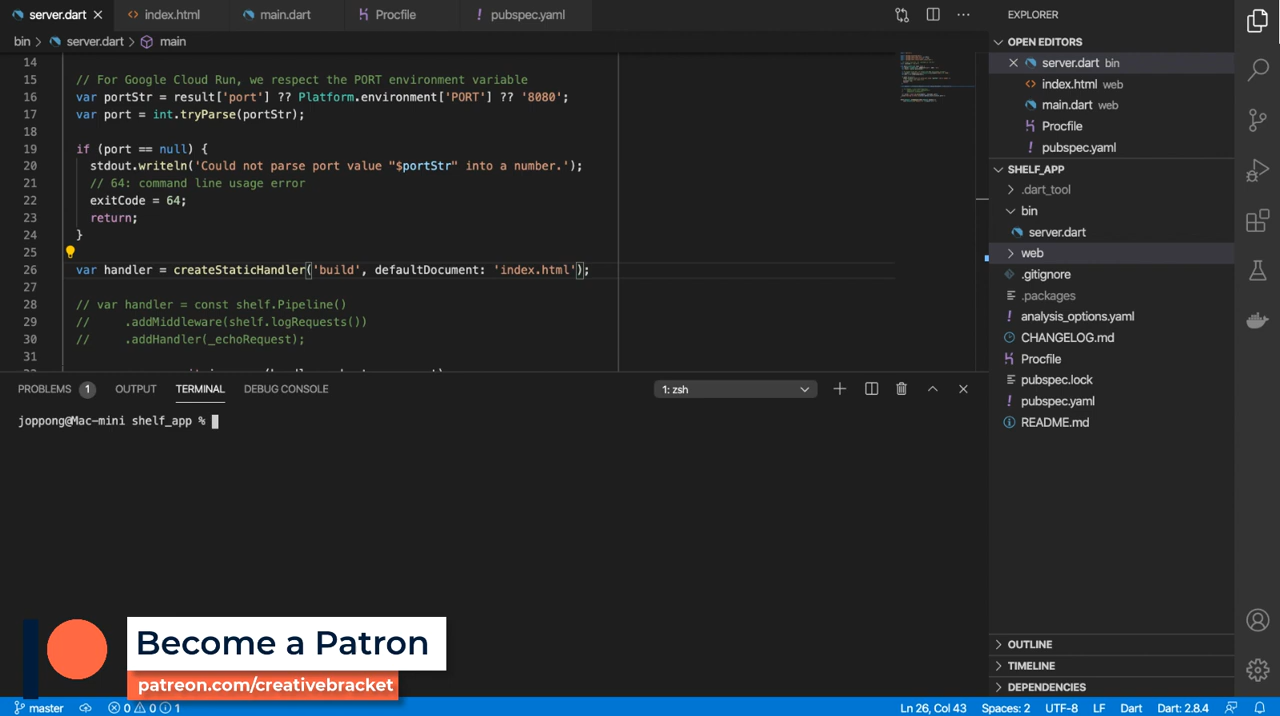 server.dart
index.html
main.dart
Procfile
pubspec.yaml
bin > server.dart > main
14
15 // For Google Cloud Run, we respect the PORT environment variable
16 var portStr = result['port'] ?? Platform.environment['PORT'] ?? '8080';
17 var port = int.tryParse(portStr);
18
19 if (port == null) {
20 stdout.writeln('Could not parse port value "$portStr" into a number.');
21 // 64: command line usage error
22 exitCode = 64;
23 return;
24 }
25
26 var handler = createStaticHandler('build', defaultDocument: 'index.html');
27
28 // var handler = const shelf.Pipeline()
29 // .addMiddleware(shelf.logRequests())
30 // .addHandler(_echoRequest);
31
PROBLEMS 1 OUTPUT TERMINAL DEBUG CONSOLE
1: zsh
joppong@Mac-mini shelf_app %
EXPLORER
OPEN EDITORS
server.dart bin
index.html web
main.dart web
Procfile
pubspec.yaml
SHELF_APP
.dart_tool
bin
server.dart
web
.gitignore
.packages
analysis_options.yaml
CHANGELOG.md
Procfile
pubspec.lock
pubspec.yaml
README.md
OUTLINE
TIMELINE
DEPENDENCIES
Become a Patron
patreon.com/creativebracket
master 0 0 1 Ln 26, Col 43 Spaces: 2 UTF-8 LF Dart Dart: 2.8.4